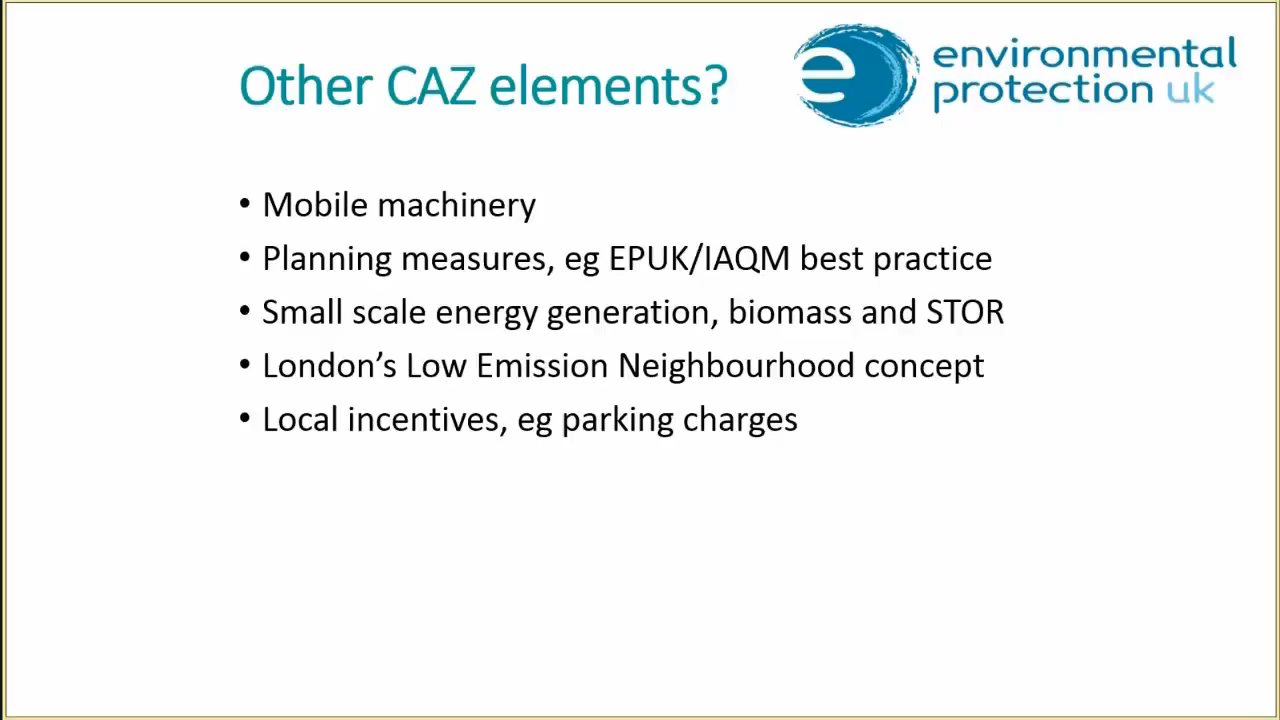 Other CAZ elements?
environmental
protection uk
• Mobile machinery
• Planning measures, eg EPUK/IAQM best practice
• Small scale energy generation, biomass and STOR
• London’s Low Emission Neighbourhood concept
• Local incentives, eg parking charges